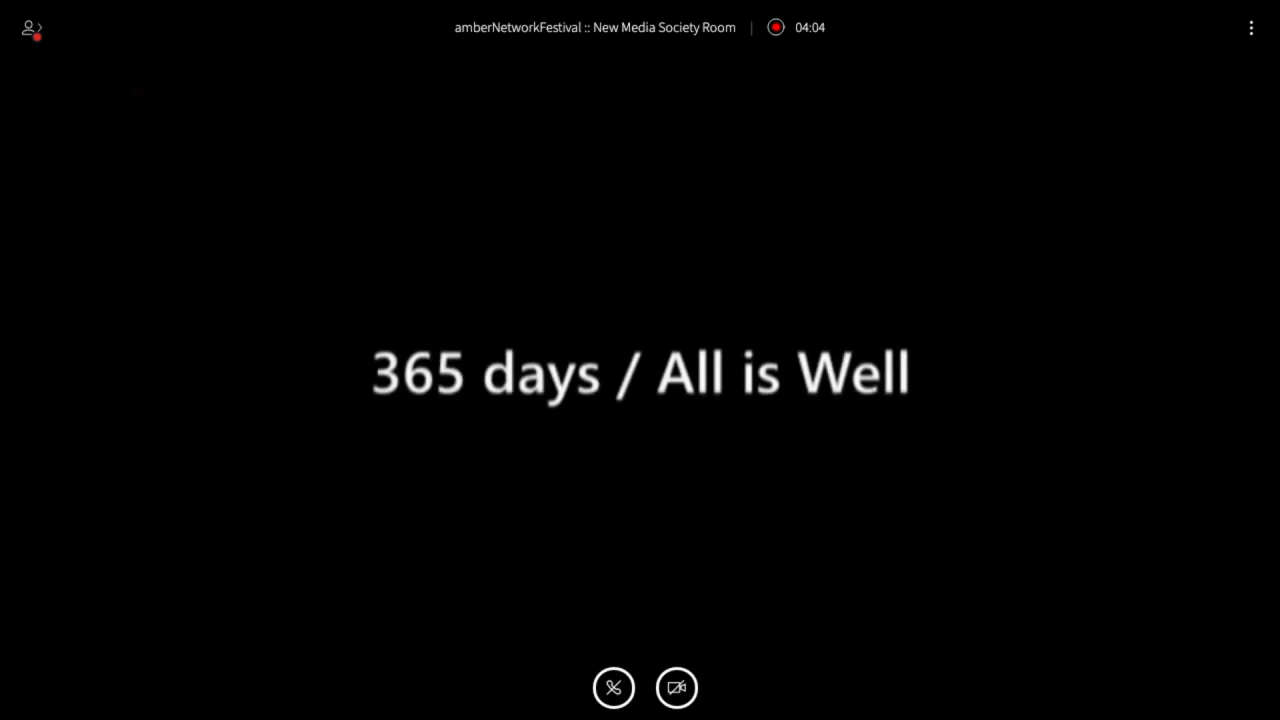 amberNetworkFestival :: New Media Society Room | 04:04
365 days / All is Well